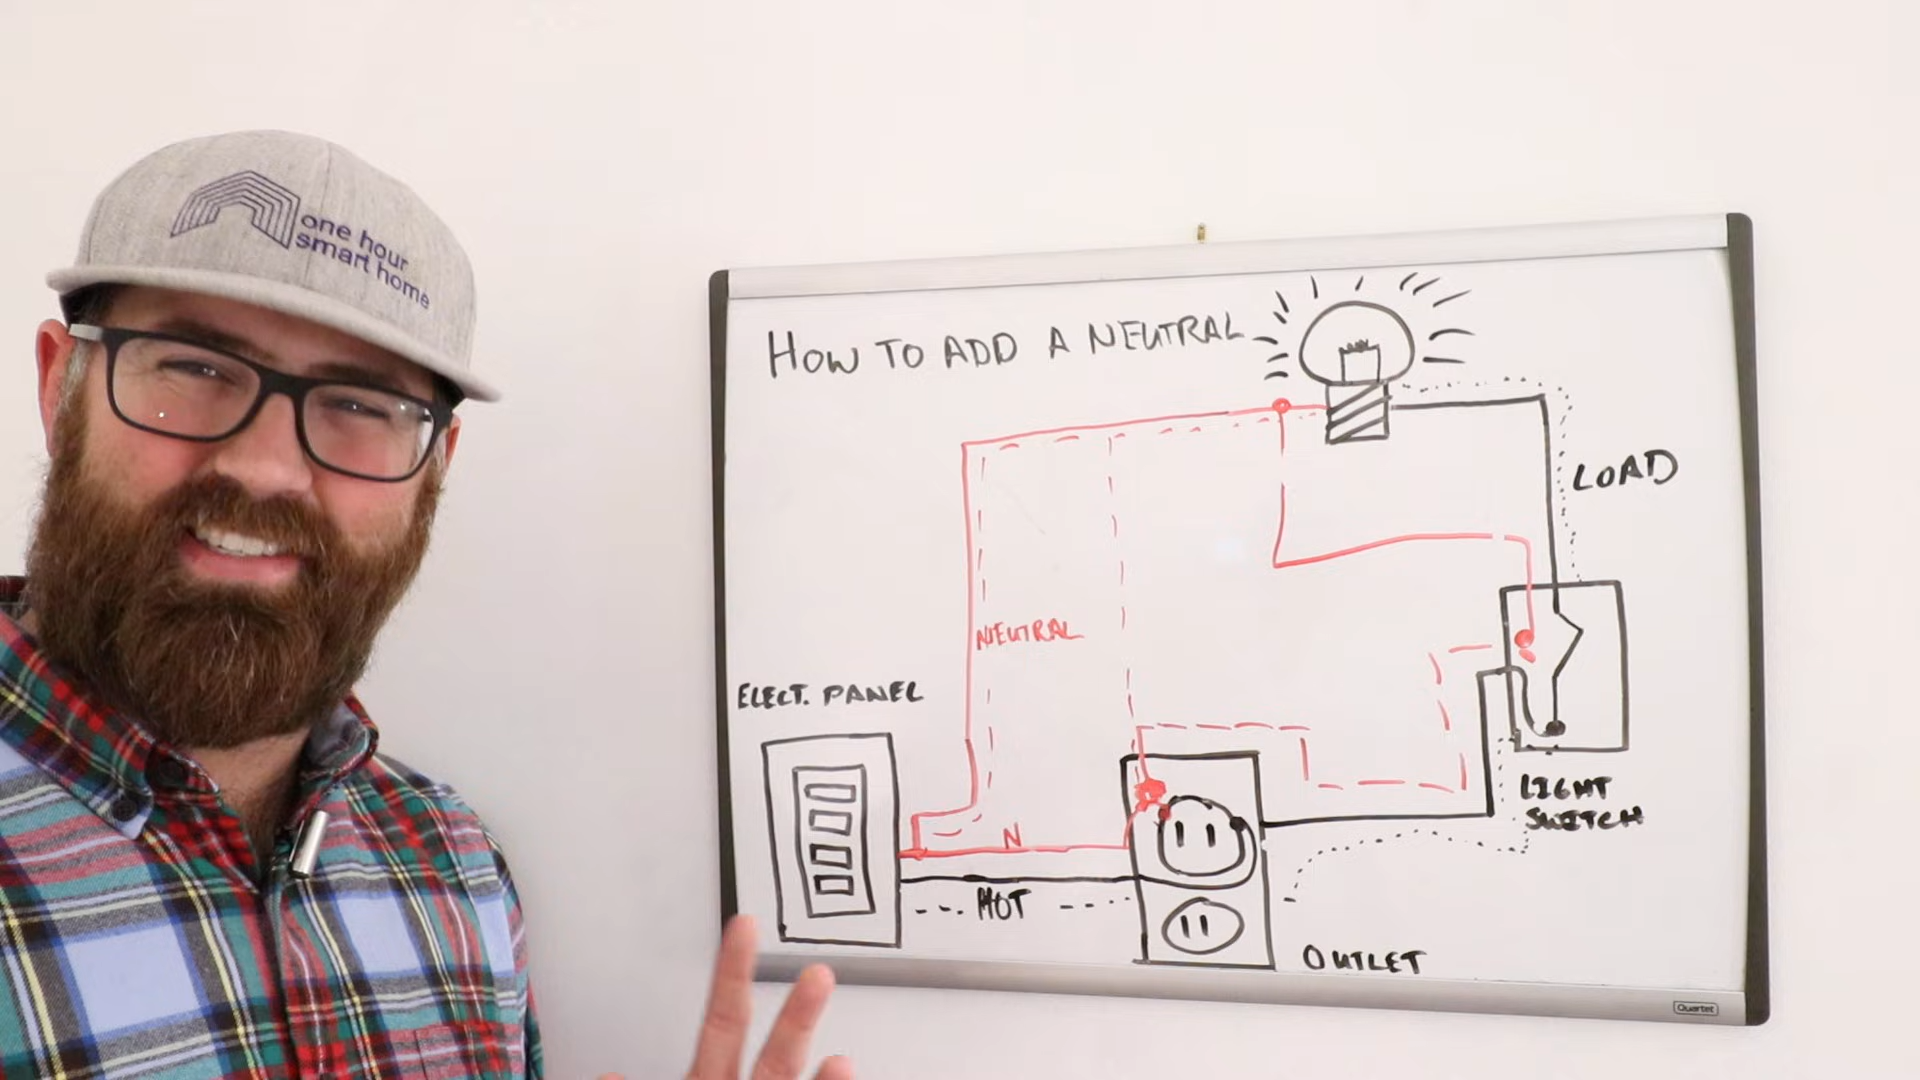 one hour
smart home
HOW TO ADD A NEUTRAL
LOAD
NEUTRAL
ELECT. PANEL
LIGHT
SWITCH
N
HOT
OUTLET
Quartet